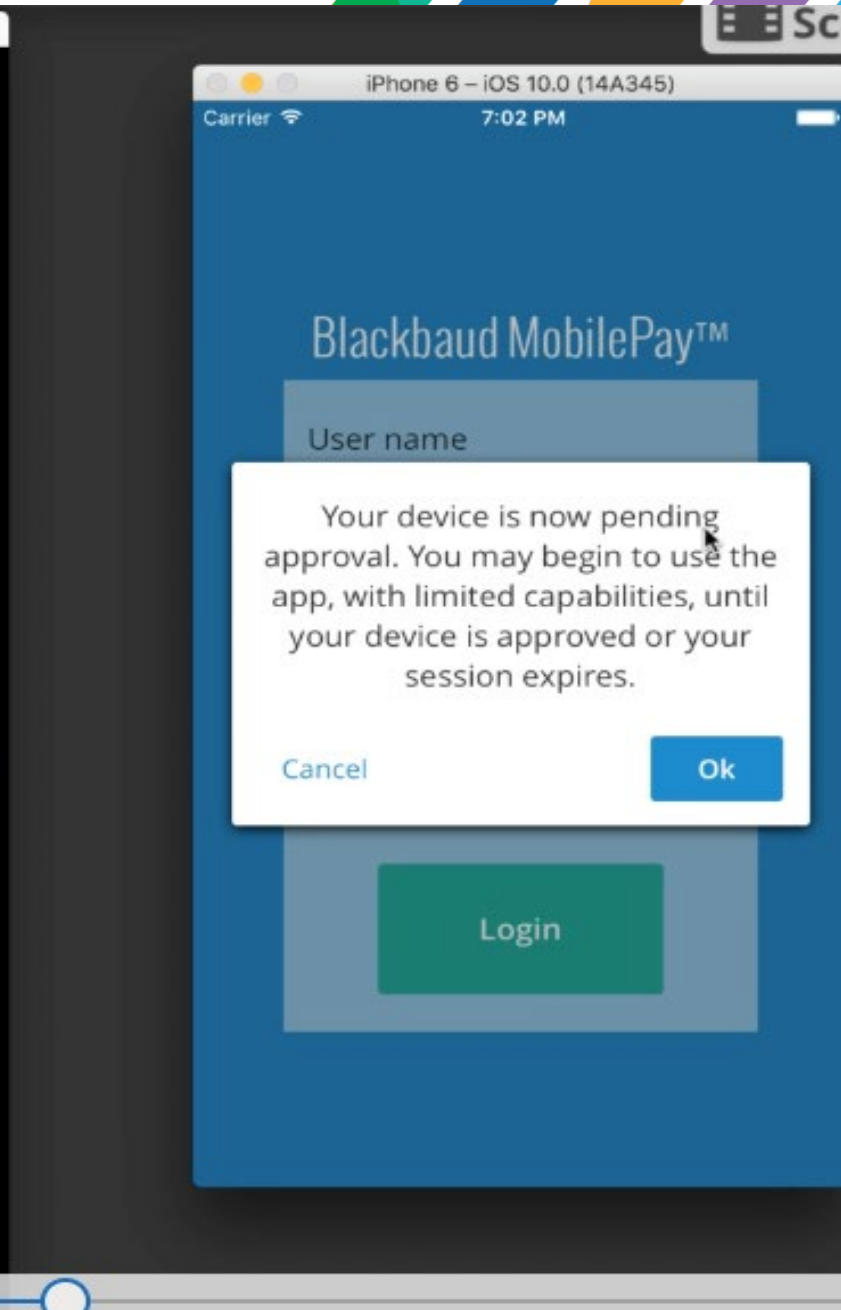 Sc
iPhone 6 – iOS 10.0 (14A345)
Carrier 7:02 PM
Blackbaud MobilePay™
User name
Your device is now pending
approval. You may begin to use the
app, with limited capabilities, until
your device is approved or your
session expires.
Cancel Ok
Login